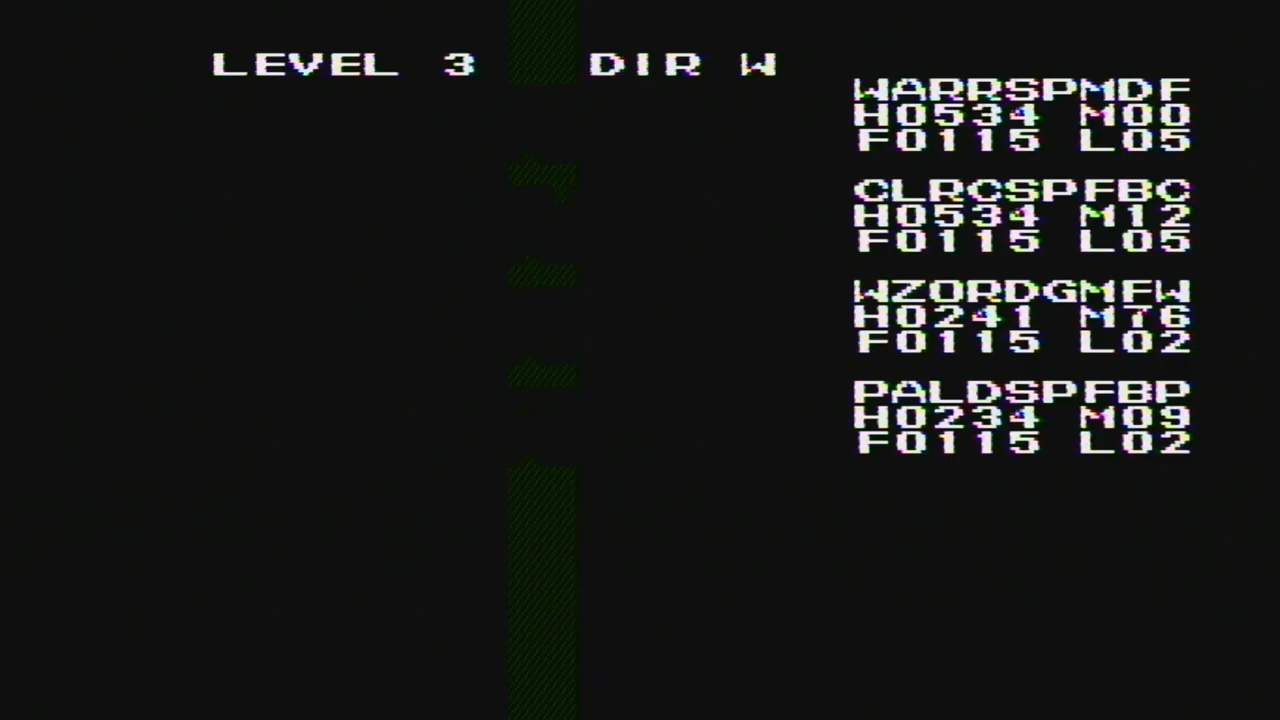 LEVEL 3 DIR W
WARRSPMDF
H0534 M00
F0115 L05
CLRCSPFBC
H0534 M12
F0115 L05
WZORDGMFW
H0241 M76
F0115 L02
PALDSPFBP
H0234 M09
F0115 L02